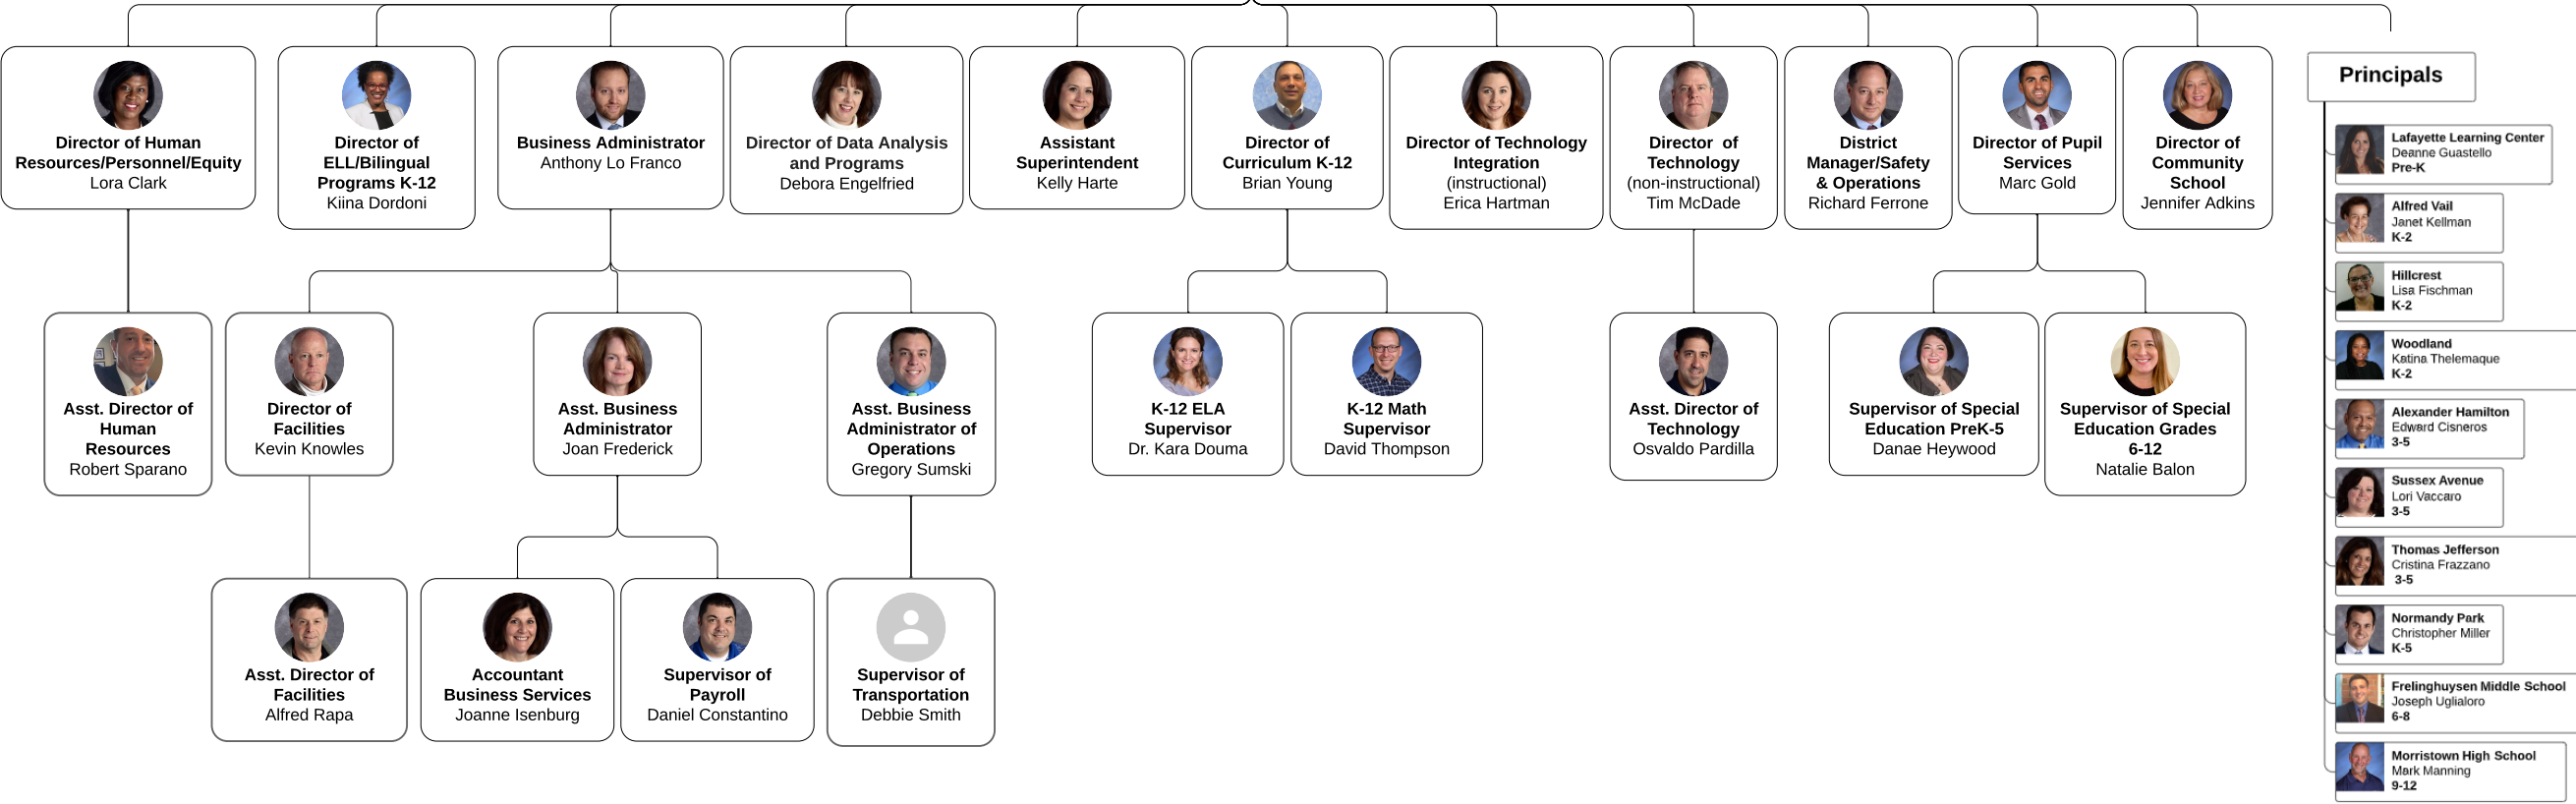 Director of Human
Resources/Personnel/Equity
Lora Clark
Director of
ELL/Bilingual
Programs K-12
Kiina Dordoni
Business Administrator
Anthony Lo Franco
Director of Data Analysis
and Programs
Debora Engelfried
Assistant
Superintendent
Kelly Harte
Director of
Curriculum K-12
Brian Young
Director of Technology
Integration
(instructional)
Erica Hartman
Director of
Technology
(non-instructional)
Tim McDade
District
Manager/Safety
& Operations
Richard Ferrone
Director of Pupil
Services
Marc Gold
Director of
Community
School
Jennifer Adkins
Asst. Director of
Human
Resources
Robert Sparano
Director of
Facilities
Kevin Knowles
Asst. Business
Administrator
Joan Frederick
Asst. Business
Administrator of
Operations
Gregory Sumski
K-12 ELA
Supervisor
Dr. Kara Douma
K-12 Math
Supervisor
David Thompson
Asst. Director of
Technology
Osvaldo Pardilla
Supervisor of Special
Education PreK-5
Danae Heywood
Supervisor of Special
Education Grades
6-12
Natalie Balon
Asst. Director of
Facilities
Alfred Rapa
Accountant
Business Services
Joanne Isenburg
Supervisor of
Payroll
Daniel Constantino
Supervisor of
Transportation
Debbie Smith
Principals
Lafayette Learning Center
Deanne Guastello
Pre-K
Alfred Vail
Janet Kellman
K-2
Hillcrest
Lisa Fischman
K-2
Woodland
Katina Thelemaque
K-2
Alexander Hamilton
Edward Cisneros
3-5
Sussex Avenue
Lori Vaccaro
3-5
Thomas Jefferson
Cristina Frazzano
3-5
Normandy Park
Christopher Miller
K-5
Frelinghuysen Middle School
Joseph Uglialoro
6-8
Morristown High School
Mark Manning
9-12